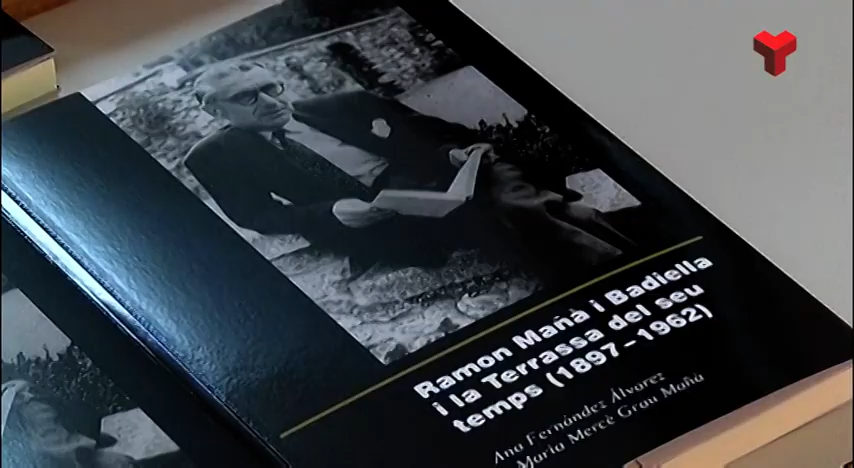 Ramon Mañà i Badiella
i la Terrassa del seu
temps (1897-1962)
Ana Fernández Álvarez
Maria Mercè Grau Mañà